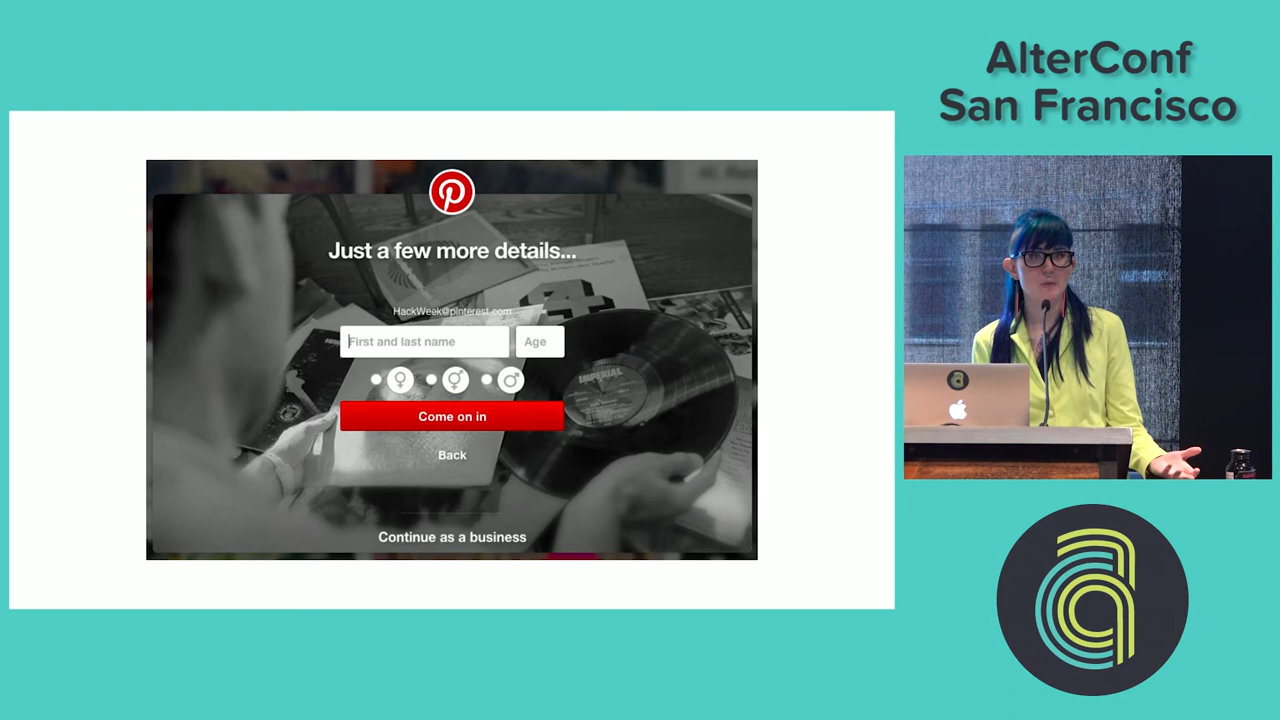 AlterConf
San Francisco
Just a few more details...
HackWeek@pinterest.com
First and last name
Age
Come on in
Back
Continue as a business
IMPERIAL